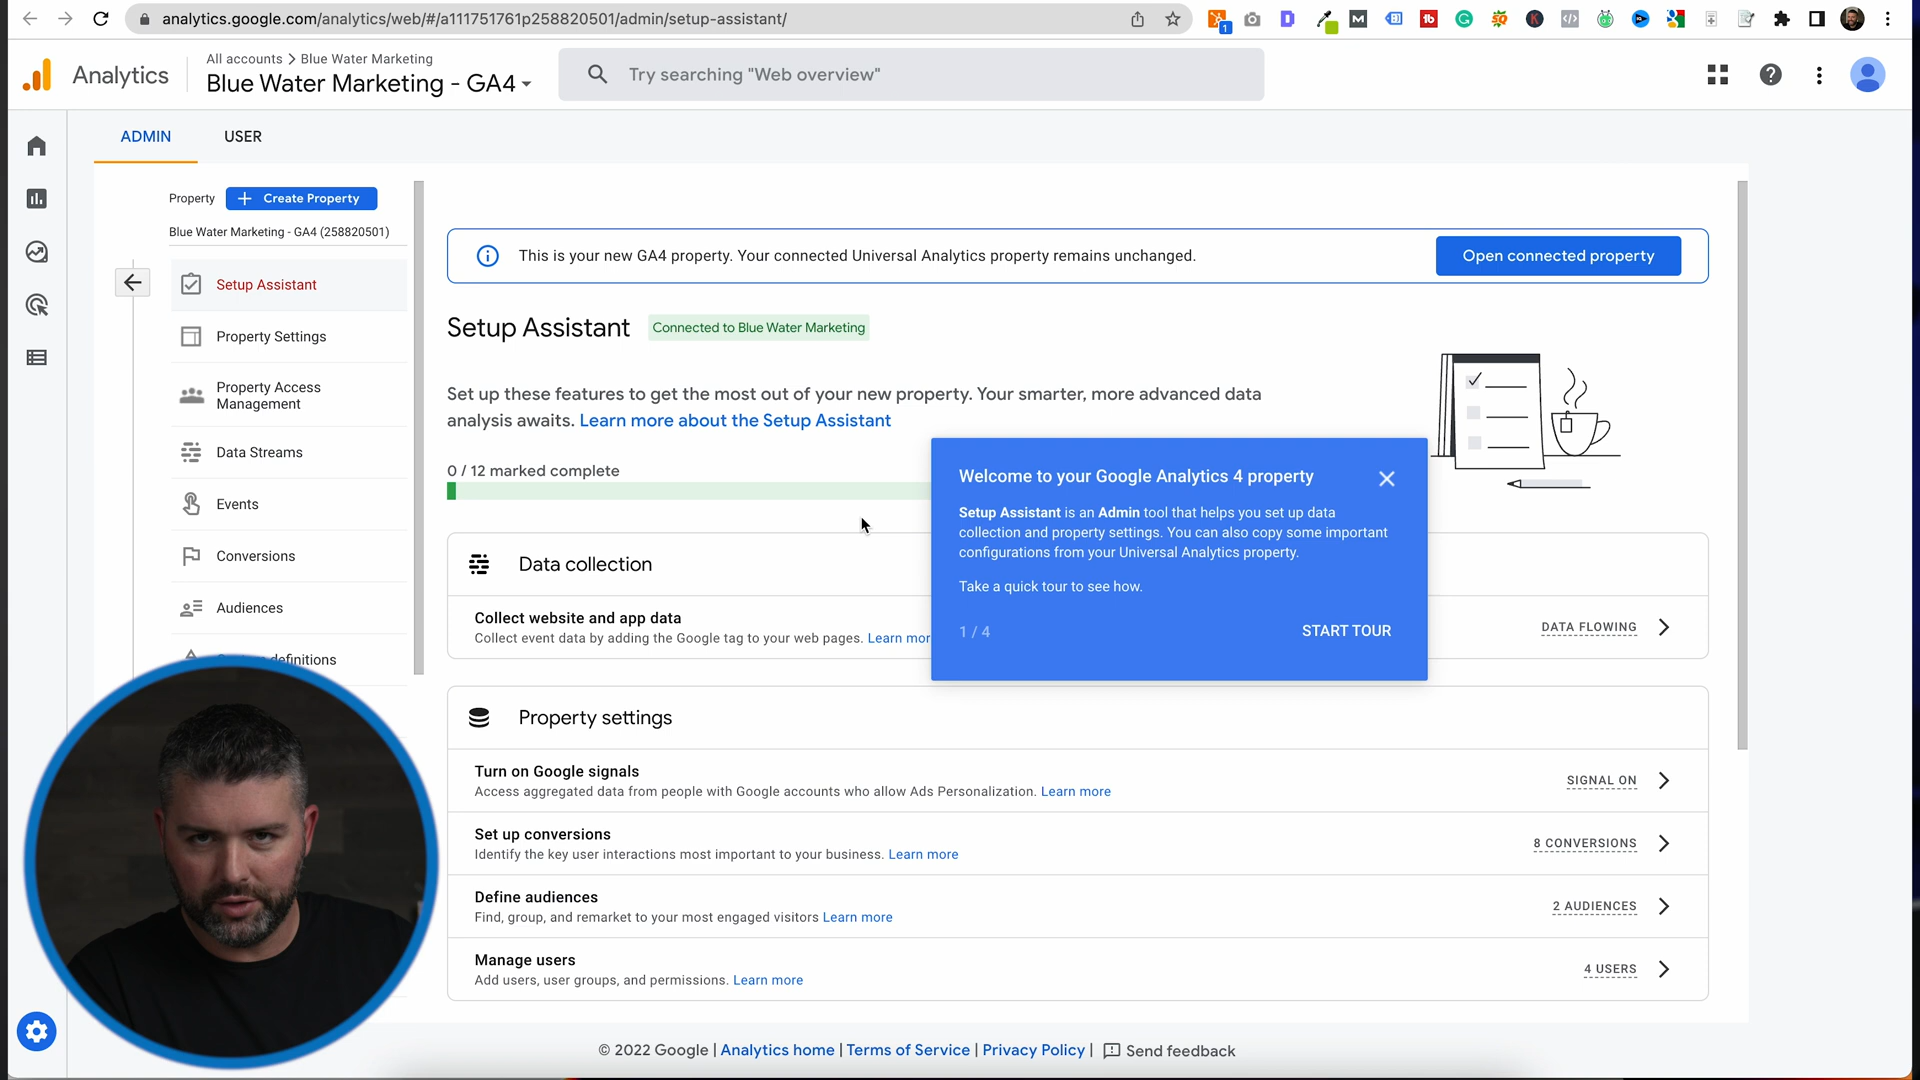 analytics.google.com/analytics/web/#/a111751761p258820501/admin/setup-assistant/
1
Analytics
All accounts > Blue Water Marketing
Blue Water Marketing - GA4
Try searching "Web overview"
ADMIN
USER
Property
Create Property
Blue Water Marketing - GA4 (258820501)
Setup Assistant
Property Settings
Property Access
Management
Data Streams
Events
Conversions
Audiences
definitions
This is your new GA4 property. Your connected Universal Analytics property remains unchanged.
Open connected property
Setup Assistant
Connected to Blue Water Marketing
Set up these features to get the most out of your new property. Your smarter, more advanced data
analysis awaits. Learn more about the Setup Assistant
0 / 12 marked complete
Welcome to your Google Analytics 4 property
Setup Assistant is an Admin tool that helps you set up data
collection and property settings. You can also copy some important
configurations from your Universal Analytics property.
Take a quick tour to see how.
1 / 4
START TOUR
Data collection
Collect website and app data
Collect event data by adding the Google tag to your web pages. Learn mor
DATA FLOWING
Property settings
Turn on Google signals
Access aggregated data from people with Google accounts who allow Ads Personalization. Learn more
SIGNAL ON
Set up conversions
Identify the key user interactions most important to your business. Learn more
8 CONVERSIONS
Define audiences
Find, group, and remarket to your most engaged visitors Learn more
2 AUDIENCES
Manage users
Add users, user groups, and permissions. Learn more
4 USERS
© 2022 Google | Analytics home | Terms of Service | Privacy Policy | Send feedback